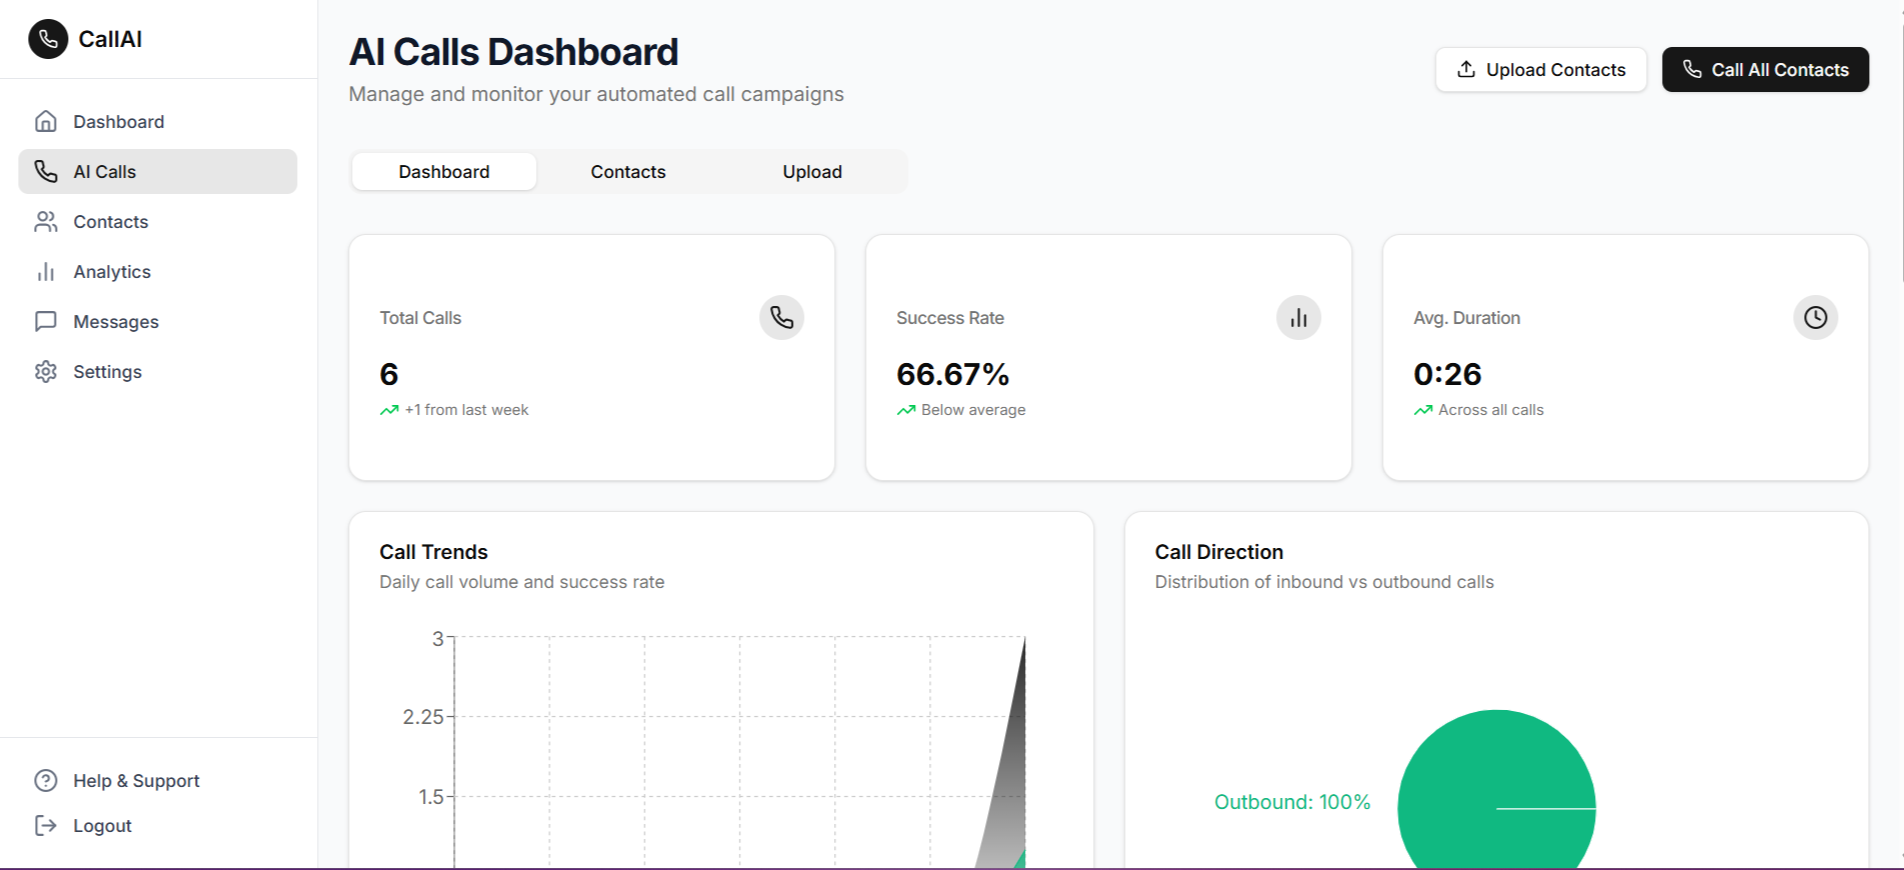 CallAI
Dashboard
AI Calls
Contacts
Analytics
Messages
Settings
Help & Support
Logout
AI Calls Dashboard
Manage and monitor your automated call campaigns
Upload Contacts
Call All Contacts
Dashboard
Contacts
Upload
Total Calls
6
+1 from last week
Success Rate
66.67%
Below average
Avg. Duration
0:26
Across all calls
Call Trends
Daily call volume and success rate
3
2.25
1.5
Call Direction
Distribution of inbound vs outbound calls
Outbound: 100%